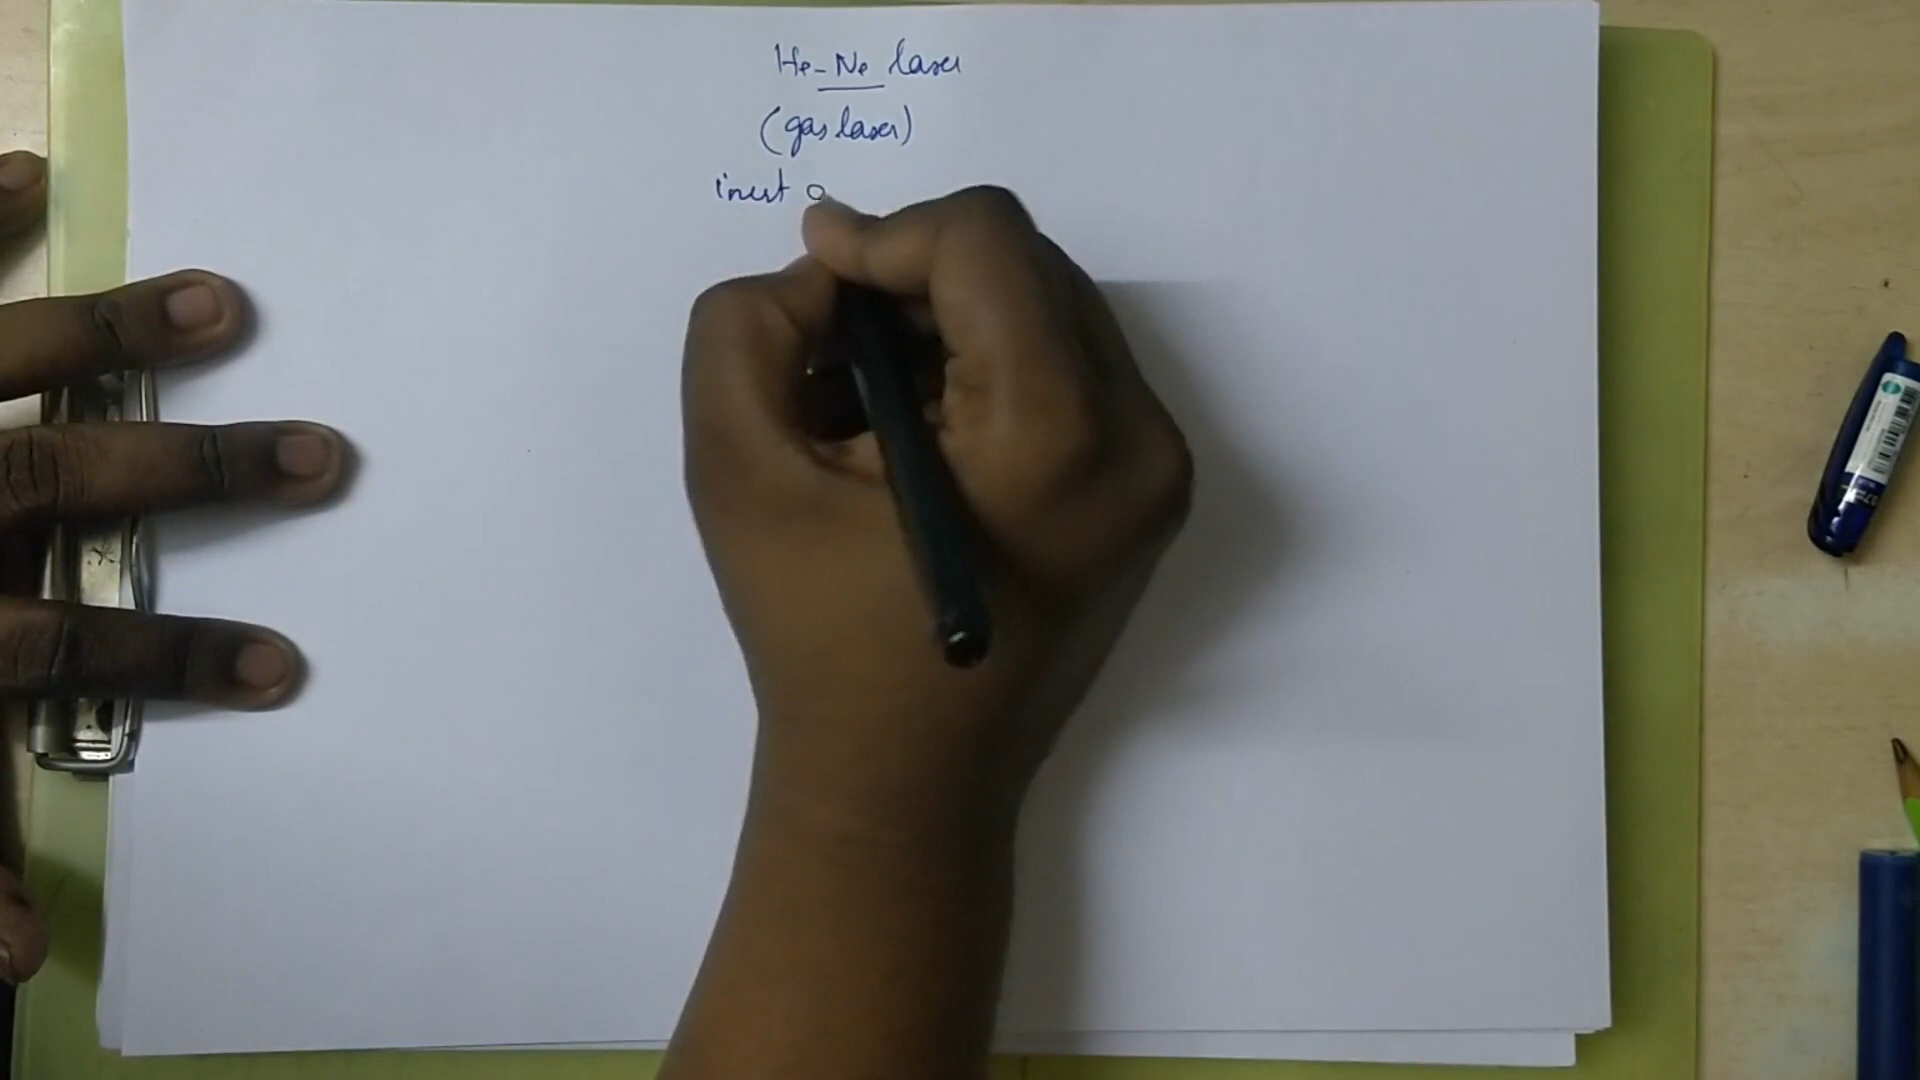 He-Ne laser
(gas laser)
inert